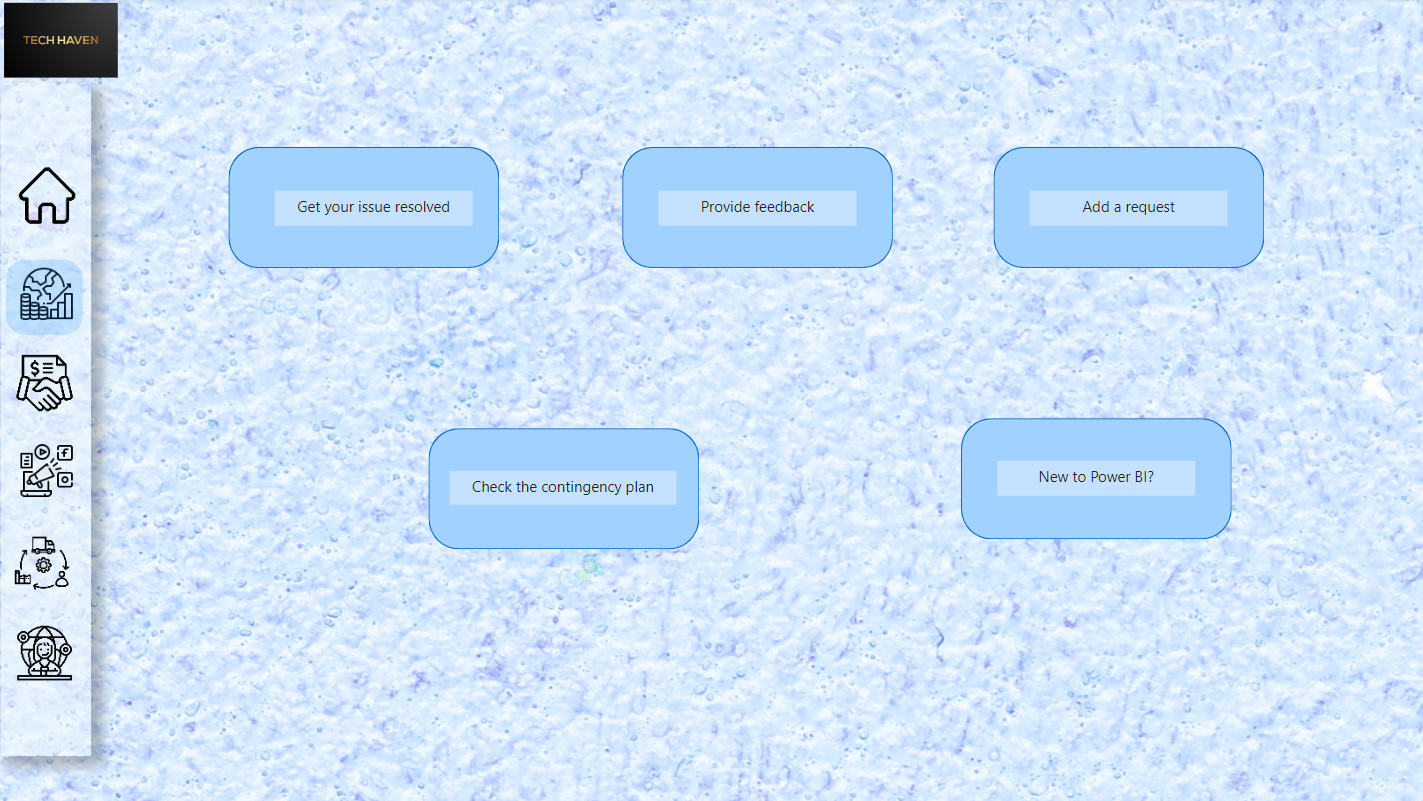 TECH HAVEN
Get your issue resolved
Provide feedback
Add a request
Check the contingency plan
New to Power BI?